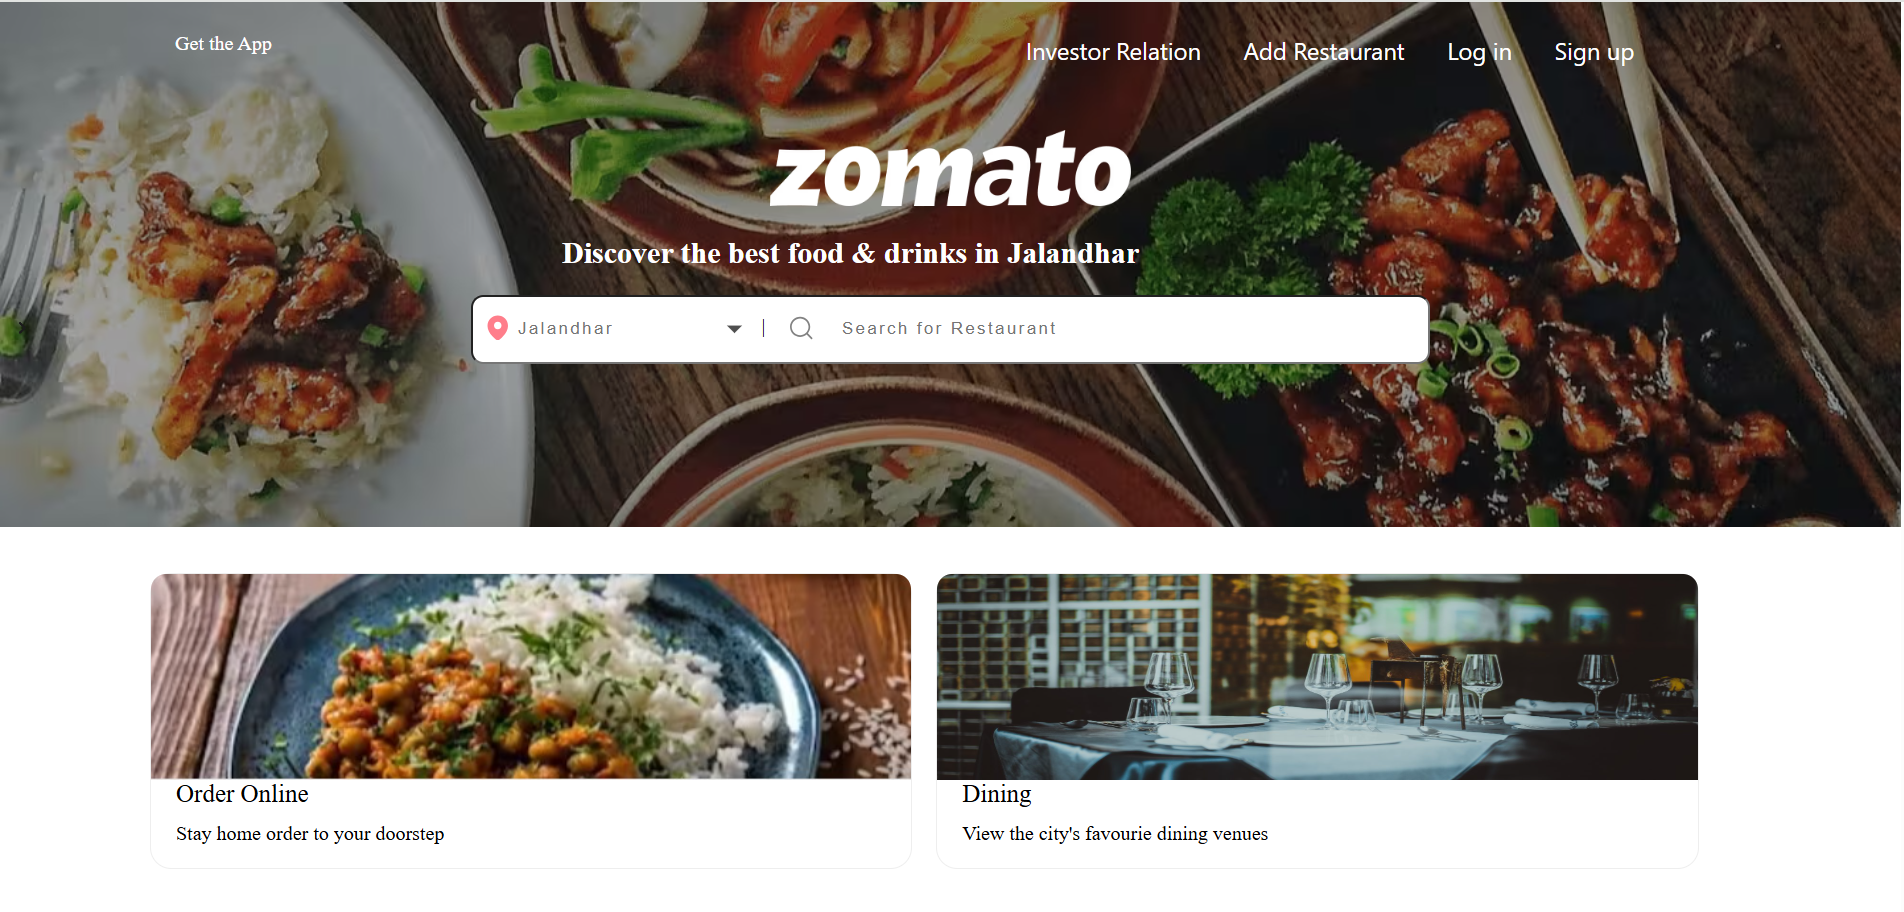 Get the App
Investor Relation Add Restaurant Log in Sign up
zomato
Discover the best food & drinks in Jalandhar
Jalandhar Search for Restaurant
Order Online
Stay home order to your doorstep
Dining
View the city's favourie dining venues